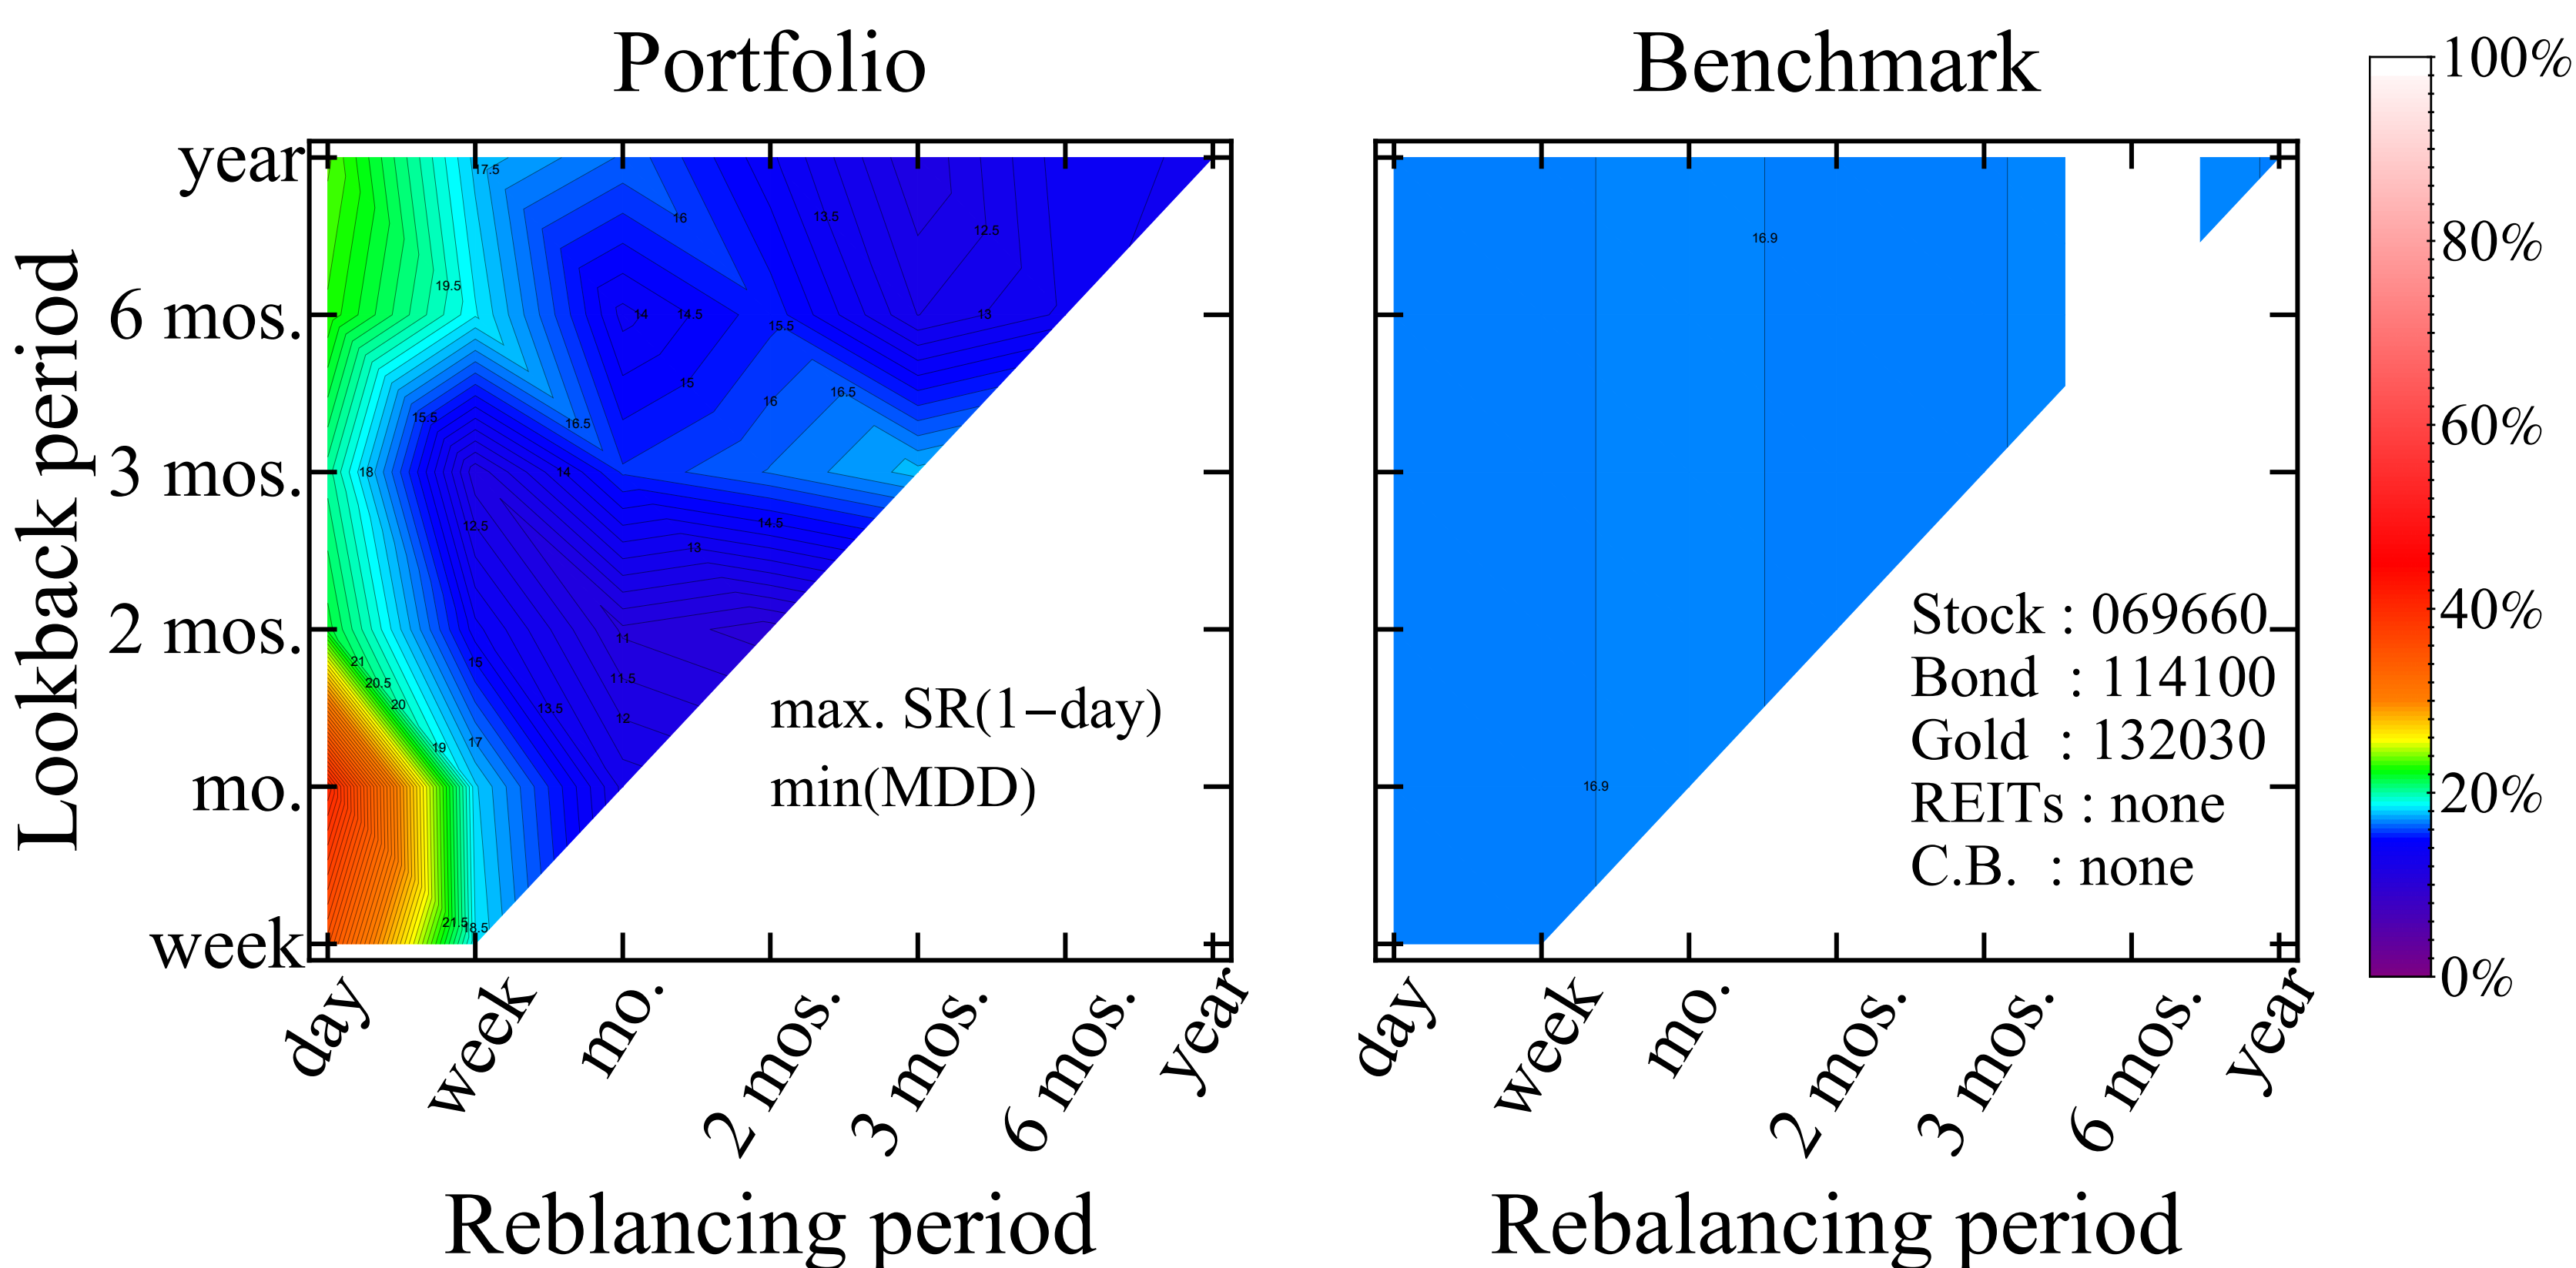 Portfolio
Benchmark
Lookback period
year
6 mos.
3 mos.
2 mos.
mo.
week
17.5
16
13.5
12.5
19.5
14
14.5
15.5
13
15
16
16.5
15.5
16.5
18
14
12.5
14.5
13
11
21
15
20.5
11.5
20
13.5
12
19
17
21.5
18.5
max. SR(1−day)
min(MDD)
day
week
mo.
2 mos.
3 mos.
6 mos.
year
Reblancing period
16.9
16.9
Stock : 069660
Bond : 114100
Gold : 132030
REITs : none
C.B. : none
day
week
mo.
2 mos.
3 mos.
6 mos.
year
Rebalancing period
100%
80%
60%
40%
20%
0%